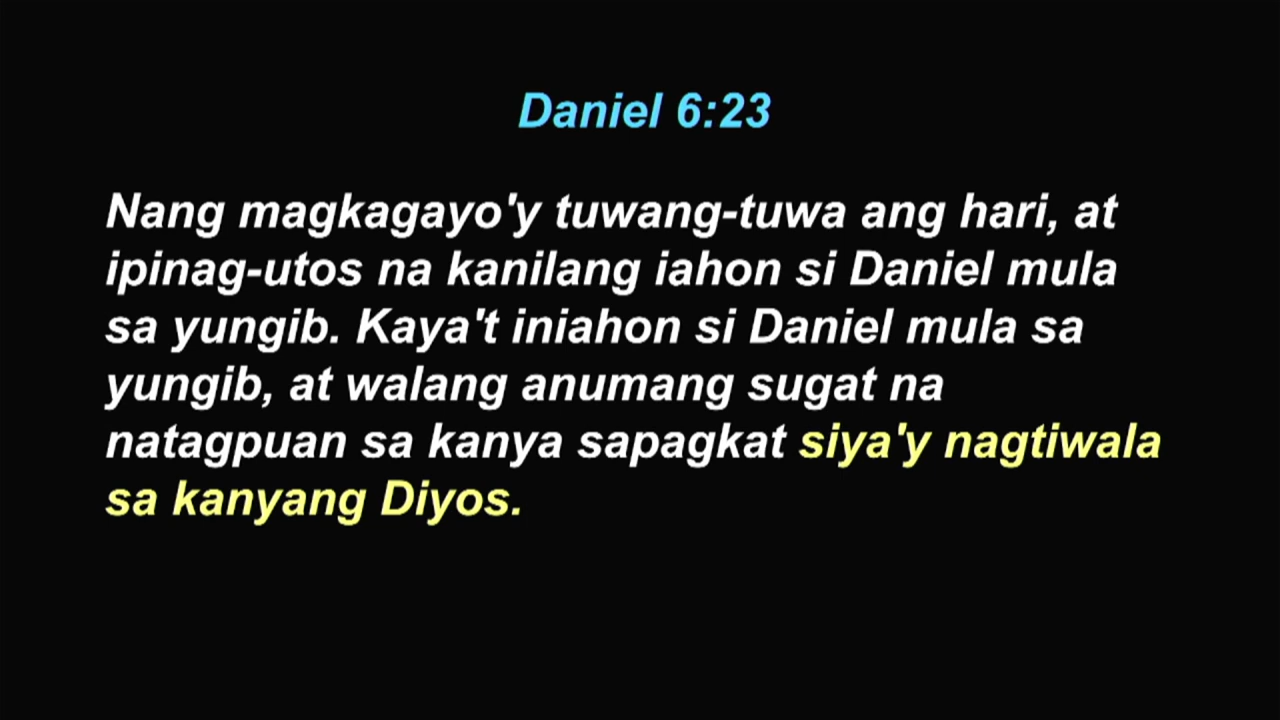 Daniel 6:23
Nang magkagayo'y tuwang-tuwa ang hari, at
ipinag-utos na kanilang iahon si Daniel mula
sa yungib. Kaya't iniahon si Daniel mula sa
yungib, at walang anumang sugat na
natagpuan sa kanya sapagkat siya'y nagtiwala
sa kanyang Diyos.